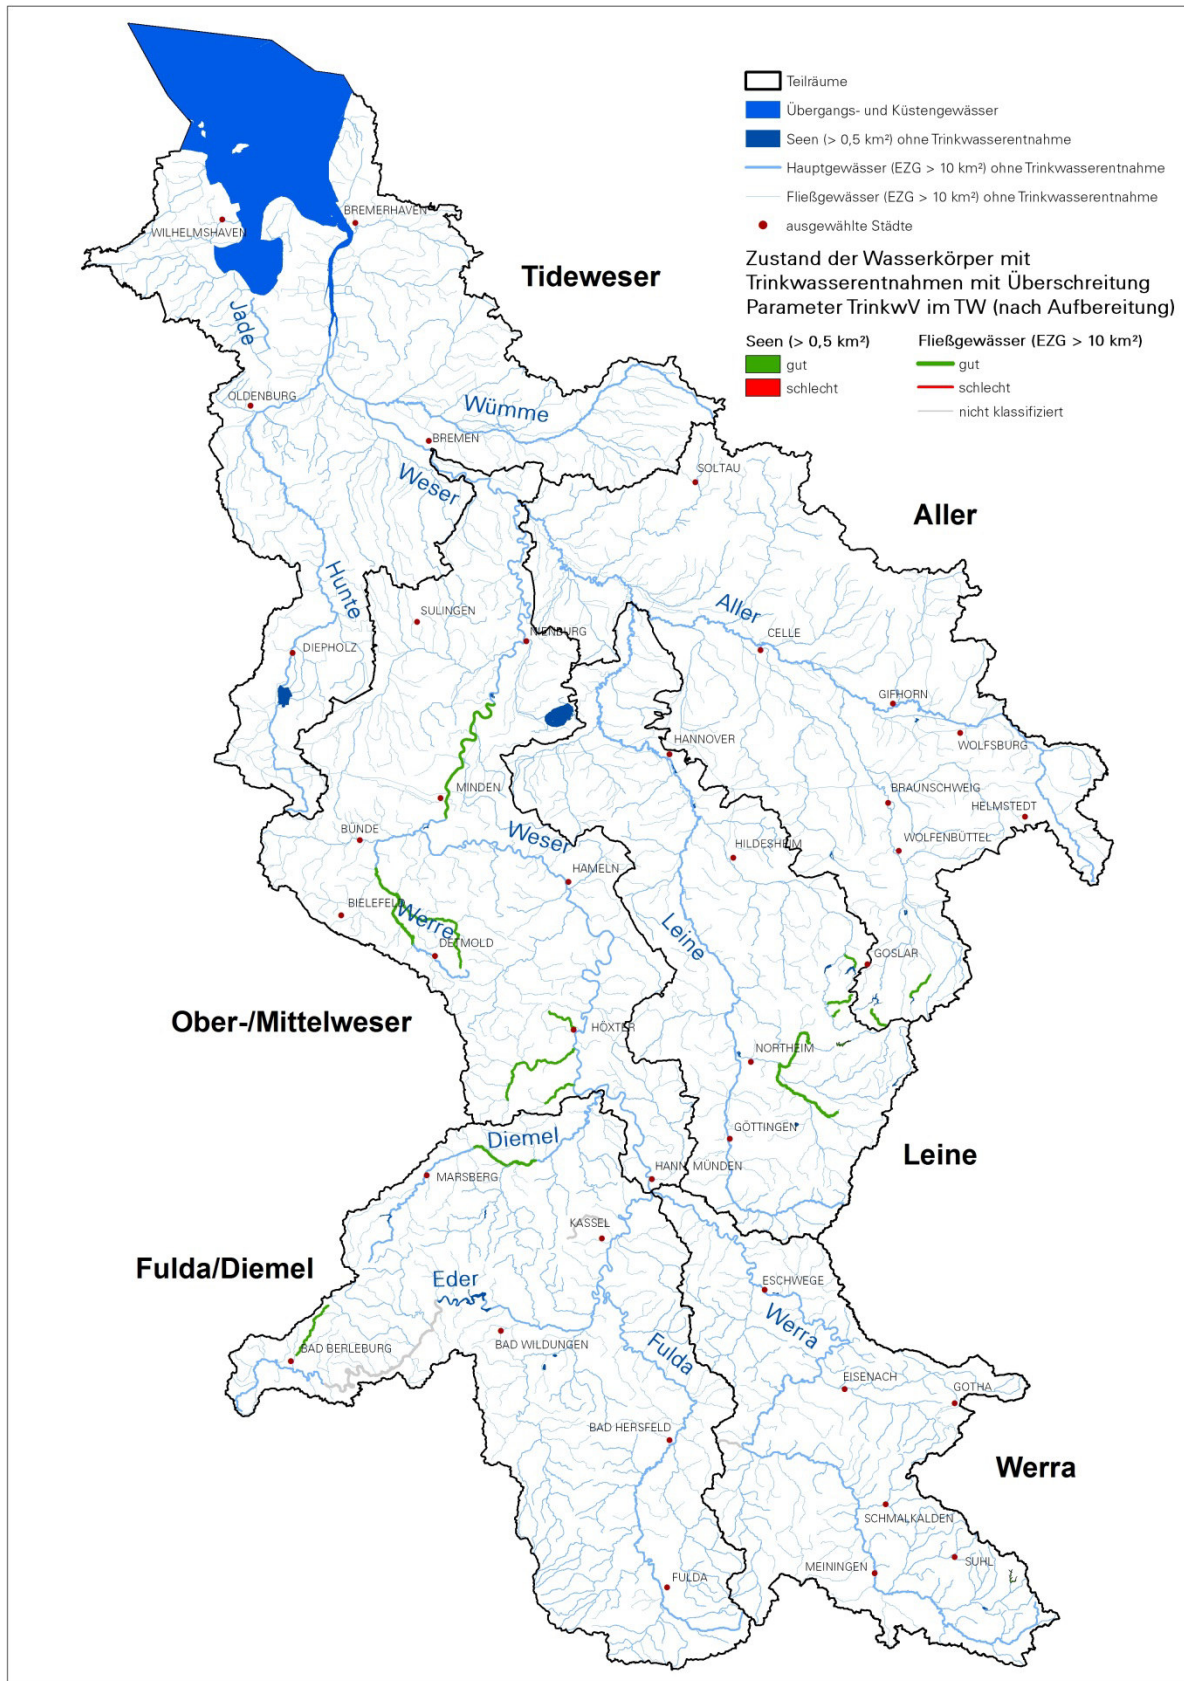 Teilräume
Übergangs- und Küstengewässer
Seen (> 0,5 km²) ohne Trinkwasserentnahme
Hauptgewässer (EZG > 10 km²) ohne Trinkwasserentnahme
Fließgewässer (EZG > 10 km²) ohne Trinkwasserentnahme
ausgewählte Städte
Zustand der Wasserkörper mit
Trinkwasserentnahmen mit Überschreitung
Parameter TrinkwV im TW (nach Aufbereitung)
Seen (> 0,5 km²)
gut
schlecht
Fließgewässer (EZG > 10 km²)
gut
schlecht
nicht klassifiziert
BREMERHAVEN
WILHELMSHAVEN
Tideweser
Jade
OLDENBURG
Wümme
BREMEN
Weser
SOLTAU
Aller
Hunte
SULINGEN
Aller
NIENBURG
CELLE
DIEPHOLZ
GIFHORN
WOLFSBURG
HANNOVER
MINDEN
BRAUNSCHWEIG
HELMSTEDT
BÜNDE
Weser
WOLFENBÜTTEL
HILDESHEIM
HAMELN
BIELEFELD
Werre
Leine
DETMOLD
GOSLAR
Ober-/Mittelweser
HÖXTER
NORTHEIM
GÖTTINGEN
Diemel
Leine
MARSBERG
HANN. MÜNDEN
KASSEL
Fulda/Diemel
Eder
ESCHWEGE
Werra
BAD WILDUNGEN
BAD BERLEBURG
Fulda
EISENACH
GOTHA
BAD HERSFELD
Werra
SCHMALKALDEN
SUHL
MEININGEN
FULDA